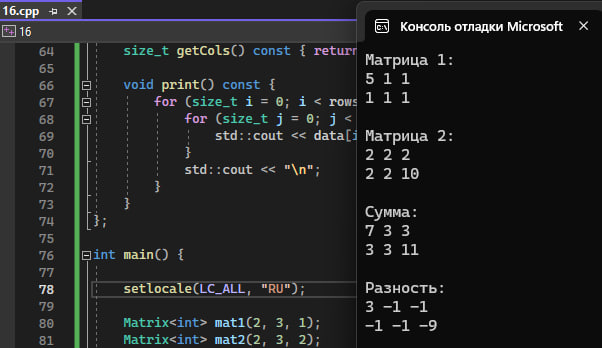 16.cpp
16
64 size_t getCols() const { return
65
66 void print() const {
67 for (size_t i = 0; i < rows
68 for (size_t j = 0; j <
69 std::cout << data[i
70 }
71 std::cout << "\n";
72 }
73 }
74 };
75
76 int main() {
77
78 setlocale(LC_ALL, "RU");
79
80 Matrix<int> mat1(2, 3, 1);
81 Matrix<int> mat2(2, 3, 2);
Консоль отладки Microsoft
Матрица 1:
5 1 1
1 1 1
Матрица 2:
2 2 2
2 2 10
Сумма:
7 3 3
3 3 11
Разность:
3 -1 -1
-1 -1 -9